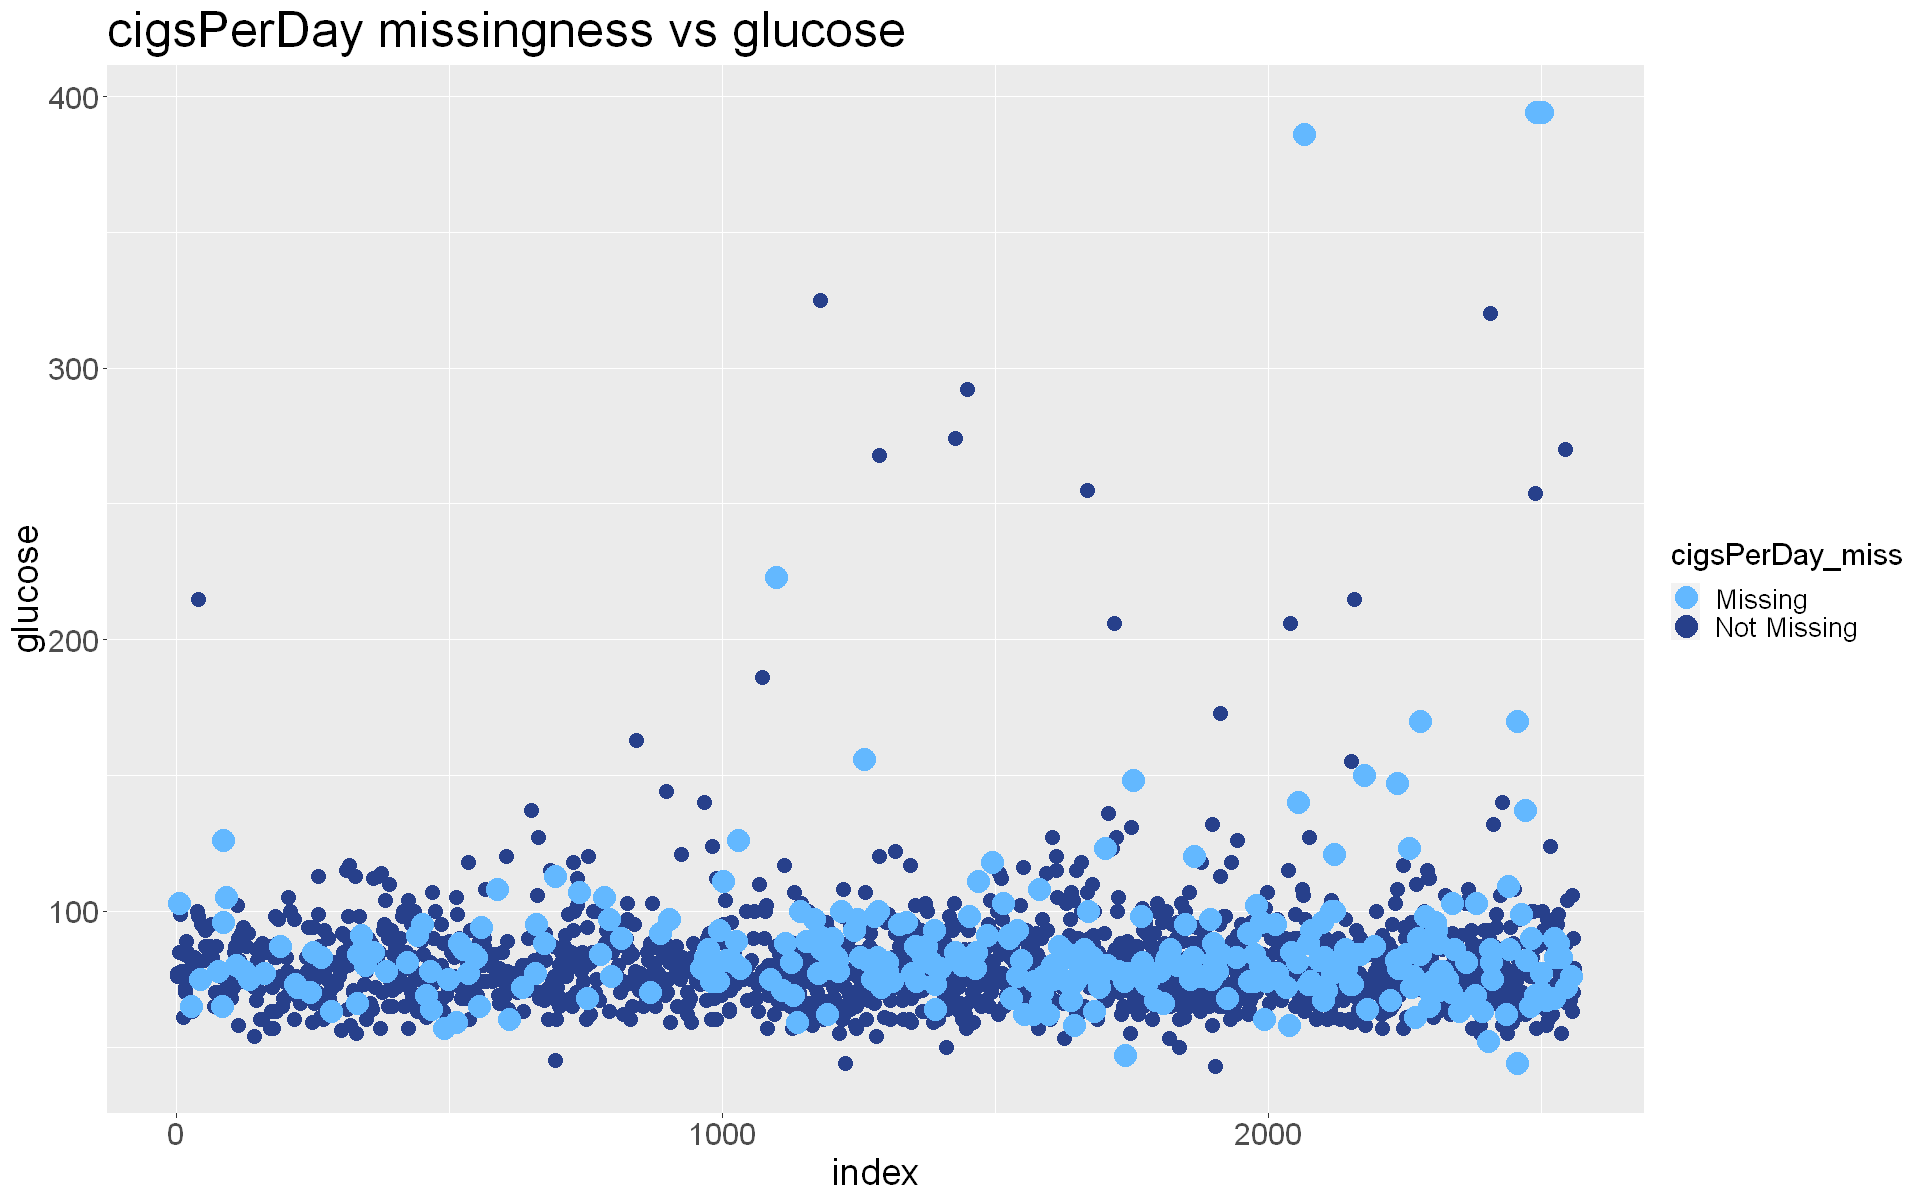 cigsPerDay missingness vs glucose
400
300
200
100
glucose
0 1000 2000
index
cigsPerDay_miss
Missing
Not Missing